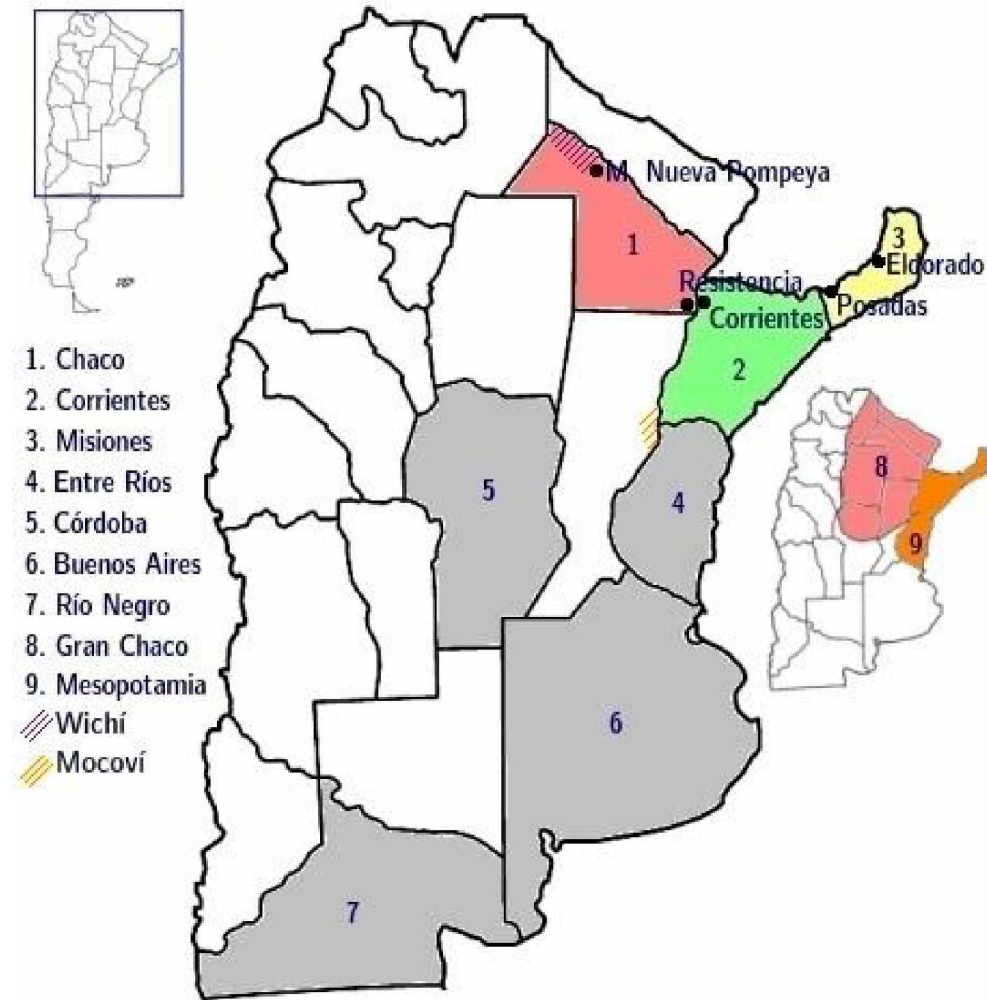 M. Nueva Pompeya
1
3
Eldorado
Resistencia
Posadas
Corrientes
2
1. Chaco
2. Corrientes
3. Misiones
4. Entre Ríos
5. Córdoba
6. Buenos Aires
7. Río Negro
8. Gran Chaco
9. Mesopotamia
Wichí
Mocoví
5
4
8
9
6
7